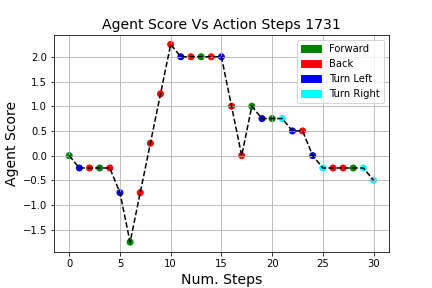 Agent Score Vs Action Steps 1731
Forward
Back
Turn Left
Turn Right
2.0
1.5
1.0
0.5
0.0
−0.5
−1.0
−1.5
Agent Score
0 5 10 15 20 25 30
Num. Steps